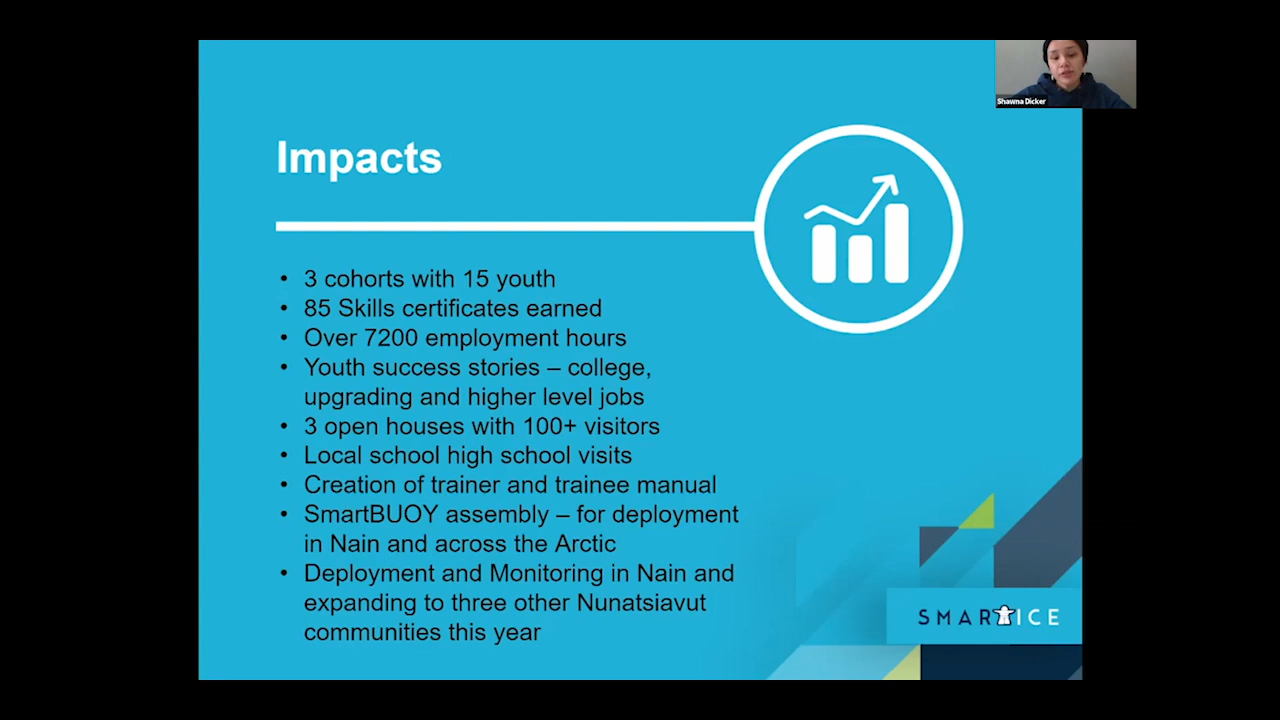 Shawna Dicker
Impacts
• 3 cohorts with 15 youth
• 85 Skills certificates earned
• Over 7200 employment hours
• Youth success stories – college,
upgrading and higher level jobs
• 3 open houses with 100+ visitors
• Local school high school visits
• Creation of trainer and trainee manual
• SmartBUOY assembly – for deployment
in Nain and across the Arctic
• Deployment and Monitoring in Nain and
expanding to three other Nunatsiavut
communities this year
SMARTICE